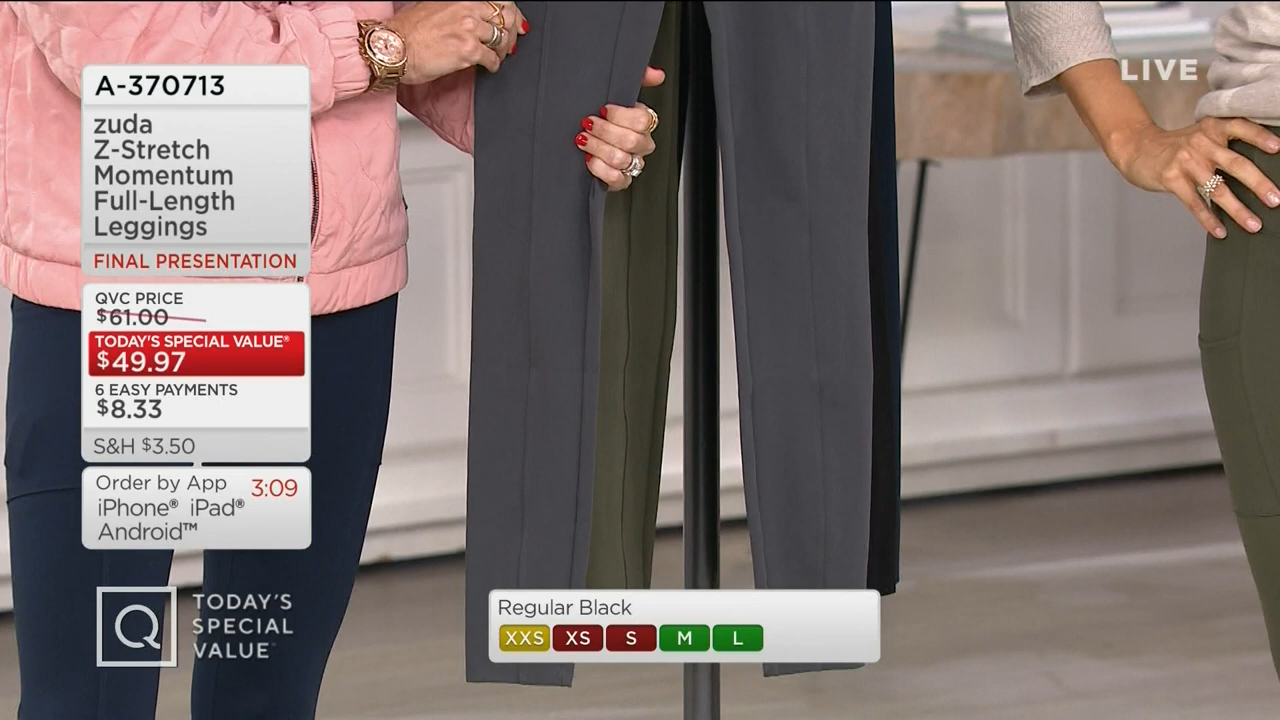 A-370713
zuda
Z-Stretch
Momentum
Full-Length
Leggings
FINAL PRESENTATION
QVC PRICE
$61.00
TODAY'S SPECIAL VALUE®
$49.97
6 EASY PAYMENTS
$8.33
S&H $3.50
Order by App 3:09
iPhone® iPad®
Android™
Q TODAY'S
SPECIAL
VALUE™
LIVE
Regular Black
XXS XS S M L